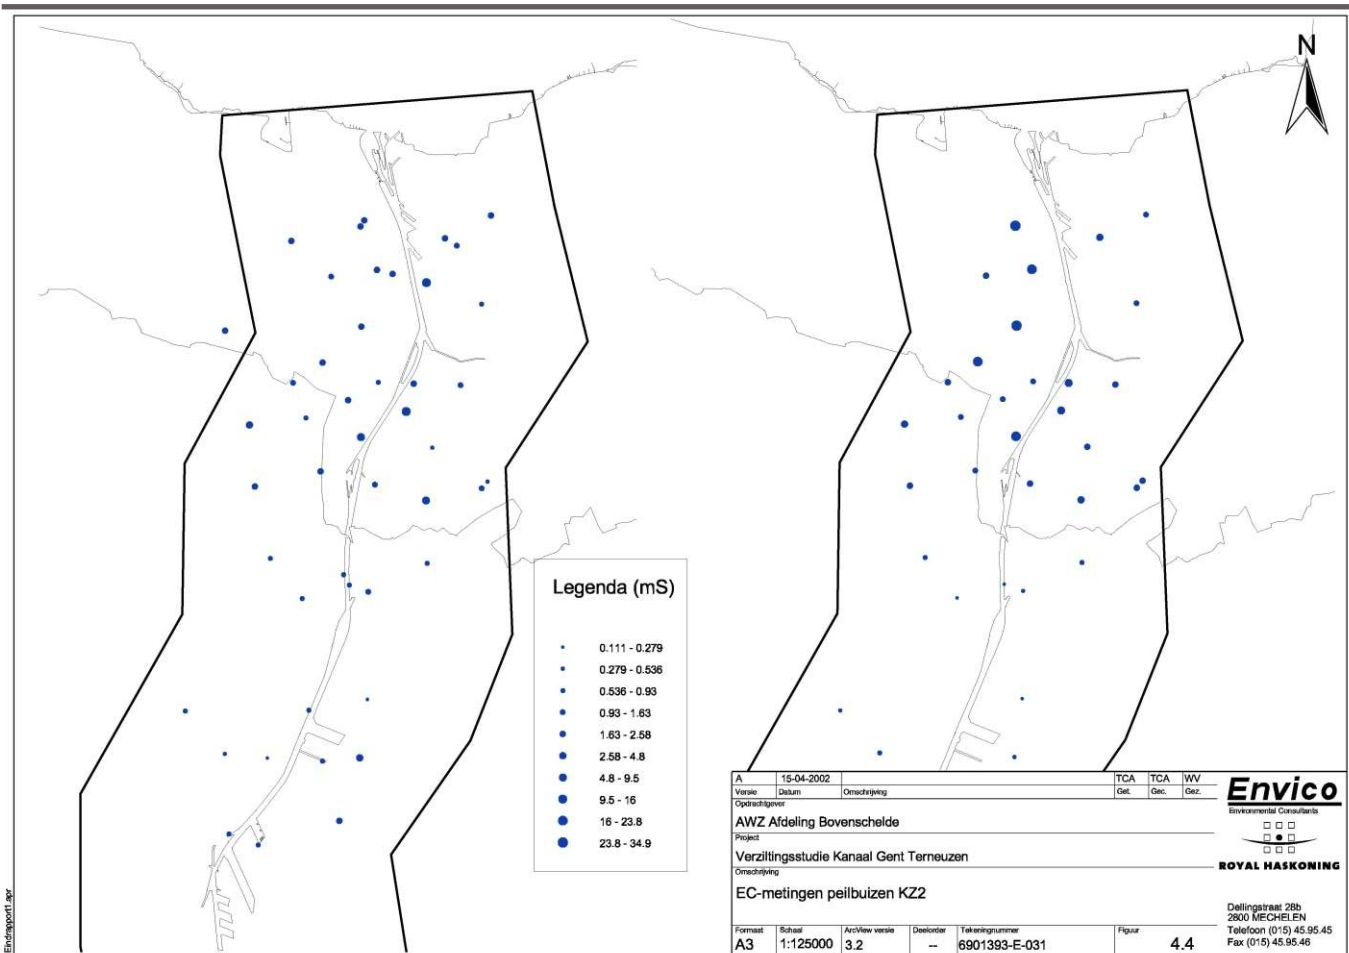 N
Legenda (mS)
0.111 - 0.279
0.279 - 0.536
0.536 - 0.93
0.93 - 1.63
1.63 - 2.58
2.58 - 4.8
4.8 - 9.5
9.5 - 16
16 - 23.8
23.8 - 34.9
A 15-04-2002 TCA TCA WV
Versie Datum Omschrijving Get. Gec. Gez.
Opdrachtgever
AWZ Afdeling Bovenschelde
Project
Verziltingsstudie Kanaal Gent Terneuzen
Omschrijving
EC-metingen peilbuizen KZ2
Formaat Schaal ArcView versie Deelorder Tekeningnummer Figuur
A3 1:125000 3.2 -- 6901393-E-031 4.4
Envico
Environmental Consultants
ROYAL HASKONING
Dellingstraat 28b
2800 MECHELEN
Telefoon (015) 45.95.45
Fax (015) 45.95.46
Eindrapport1.apr